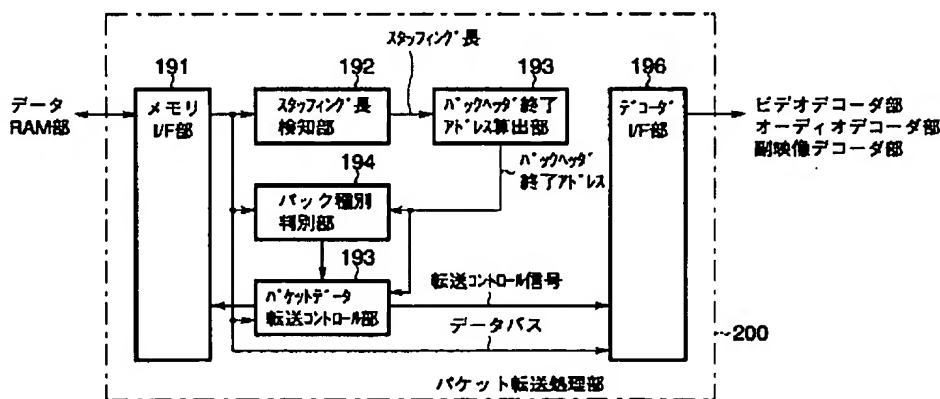 スタッフィング長
191
192
193
196
データ
RAM部
メモリ
I/F部
スタッフィング長
検知部
パックヘッダ終了
アドレス算出部
デコーダ
I/F部
ビデオデコーダ部
オーディオデコーダ部
副映像デコーダ部
194
パックヘッダ
終了アドレス
パック種別
判別部
193
パケットデータ
転送コントロール部
転送コントロール信号
データバス
200
パケット転送処理部